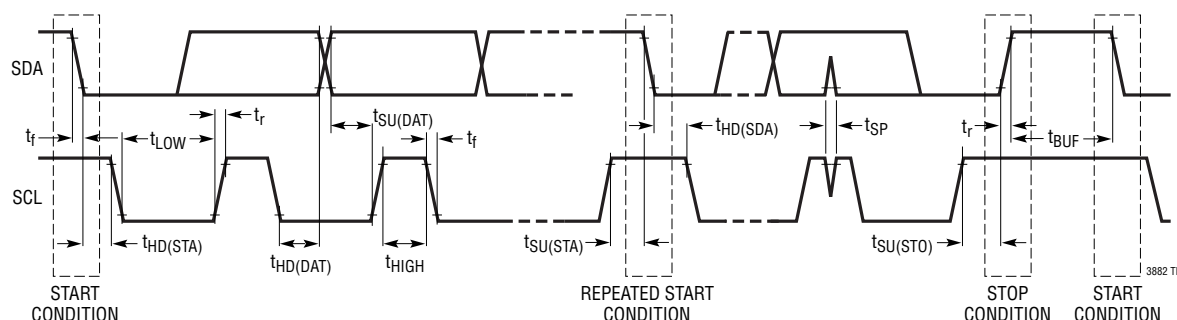 SDA
tf
tLOW
tr
tSU(DAT)
tf
tHD(SDA)
tSP
tr
tBUF
SCL
tHD(STA)
tHD(DAT)
tHIGH
tSU(STA)
tSU(STO)
3882
START
CONDITION
REPEATED START
CONDITION
STOP
CONDITION
START
CONDITION